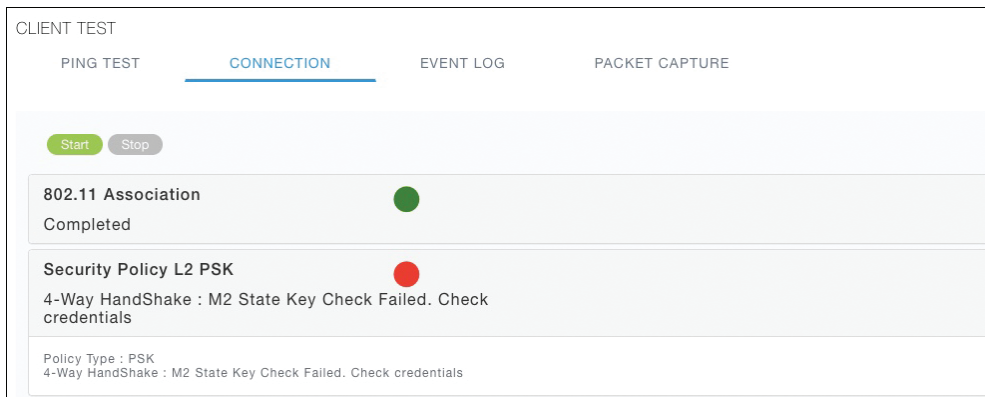 CLIENT TEST
PING TEST CONNECTION EVENT LOG PACKET CAPTURE
Start Stop
802.11 Association
Completed
Security Policy L2 PSK
4-Way HandShake : M2 State Key Check Failed. Check
credentials
Policy Type : PSK
4-Way HandShake : M2 State Key Check Failed. Check credentials